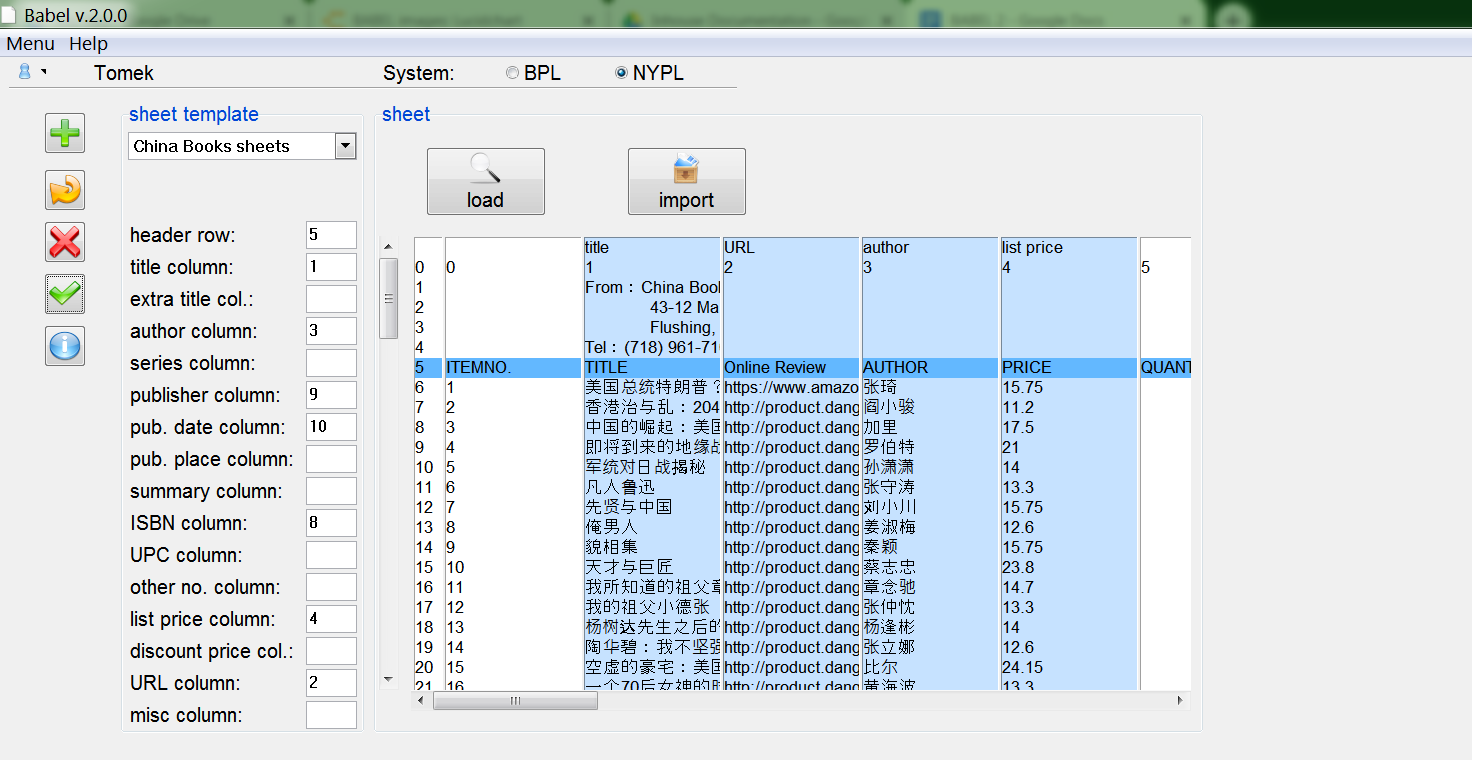 Babel v.2.0.0
Menu Help
Tomek System: BPL NYPL
sheet template
China Books sheets
header row: 5
title column: 1
extra title col.:
author column: 3
series column:
publisher column: 9
pub. date column: 10
pub. place column:
summary column:
ISBN column: 8
UPC column:
other no. column:
list price column: 4
discount price col.:
URL column: 2
misc column:
sheet
load
import
title URL author list price
0 0 1 2 3 4 5
1 From：China Bool
2 43-12 Ma
3 Flushing,
4 Tel：(718) 961-71
5 ITEMNO. TITLE Online Review AUTHOR PRICE QUANT
6 1 美国总统特朗普？ https://www.amazo 张琦 15.75
7 2 香港治与乱：204 http://product.dang 阎小骏 11.2
8 3 中国的崛起：美国 http://product.dang 加里 17.5
9 4 即将到来的地缘战 http://product.dang 罗伯特 21
10 5 军统对日战揭秘 http://product.dang 孙潇潇 14
11 6 凡人鲁迅 http://product.dang 张守涛 13.3
12 7 先贤与中国 http://product.dang 刘小川 15.75
13 8 俺男人 http://product.dang 姜淑梅 12.6
14 9 貌相集 http://product.dang 秦颖 15.75
15 10 天才与巨匠 http://product.dang 蔡志忠 23.8
16 11 我所知道的祖父章 http://product.dang 章念驰 14.7
17 12 我的祖父小德张 http://product.dang 张仲忱 13.3
18 13 杨树达先生之后的 http://product.dang 杨逢彬 14
19 14 陶华碧：我不坚强 http://product.dang 张立娜 12.6
20 15 空虚的豪宅：美国 http://product.dang 比尔 24.15
21 16 一个70后女神的时 http://product.dang 黄海波 13.3